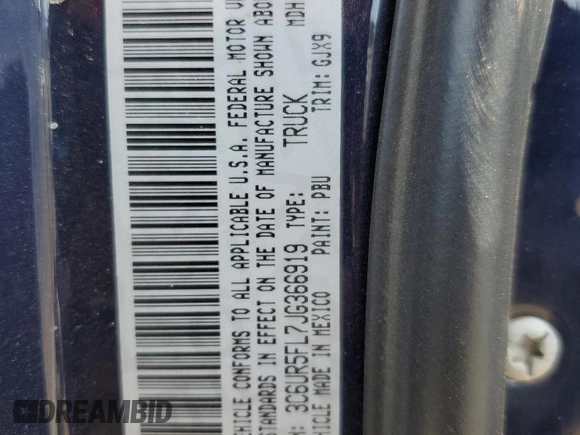 VEHICLE CONFORMS TO ALL APPLICABLE U.S.A. FEDERAL MOTOR
STANDARDS IN EFFECT ON THE DATE OF MANUFACTURE SHOWN ABO
3C6UR5FL7JG366919 TYPE: TRUCK MDH
VEHICLE MADE IN MEXICO PAINT: PBU TRIM: GJX9
DREAMBID